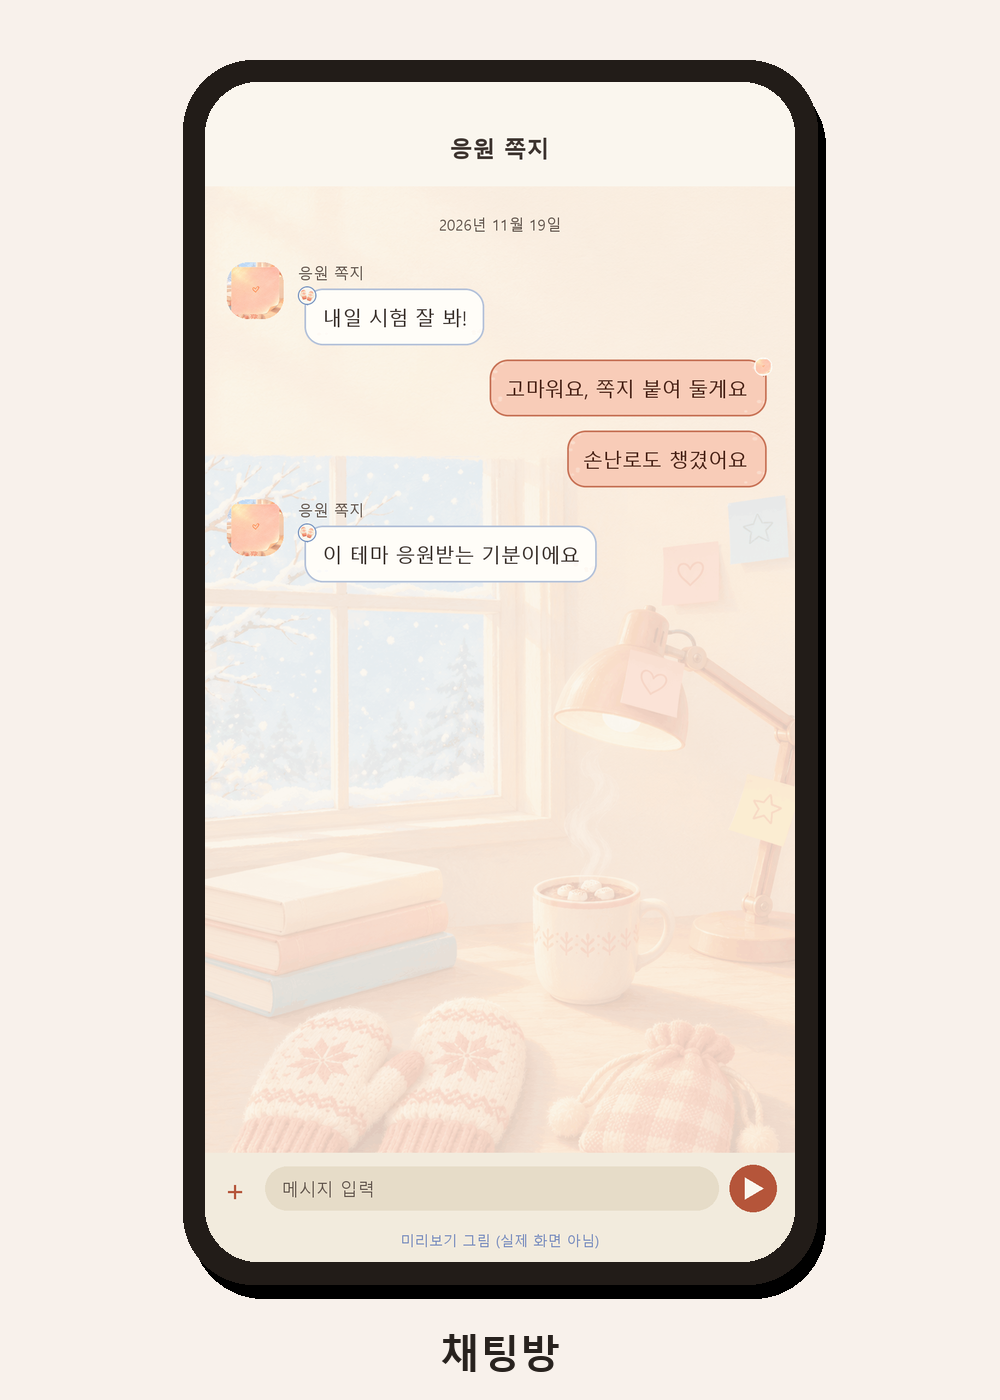 응원 쪽지
2026년 11월 19일
응원 쪽지
내일 시험 잘 봐!
고마워요, 쪽지 붙여 둘게요
손난로도 챙겼어요
응원 쪽지
이 테마 응원받는 기분이에요
메시지 입력
미리보기 그림 (실제 화면 아님)
채팅방